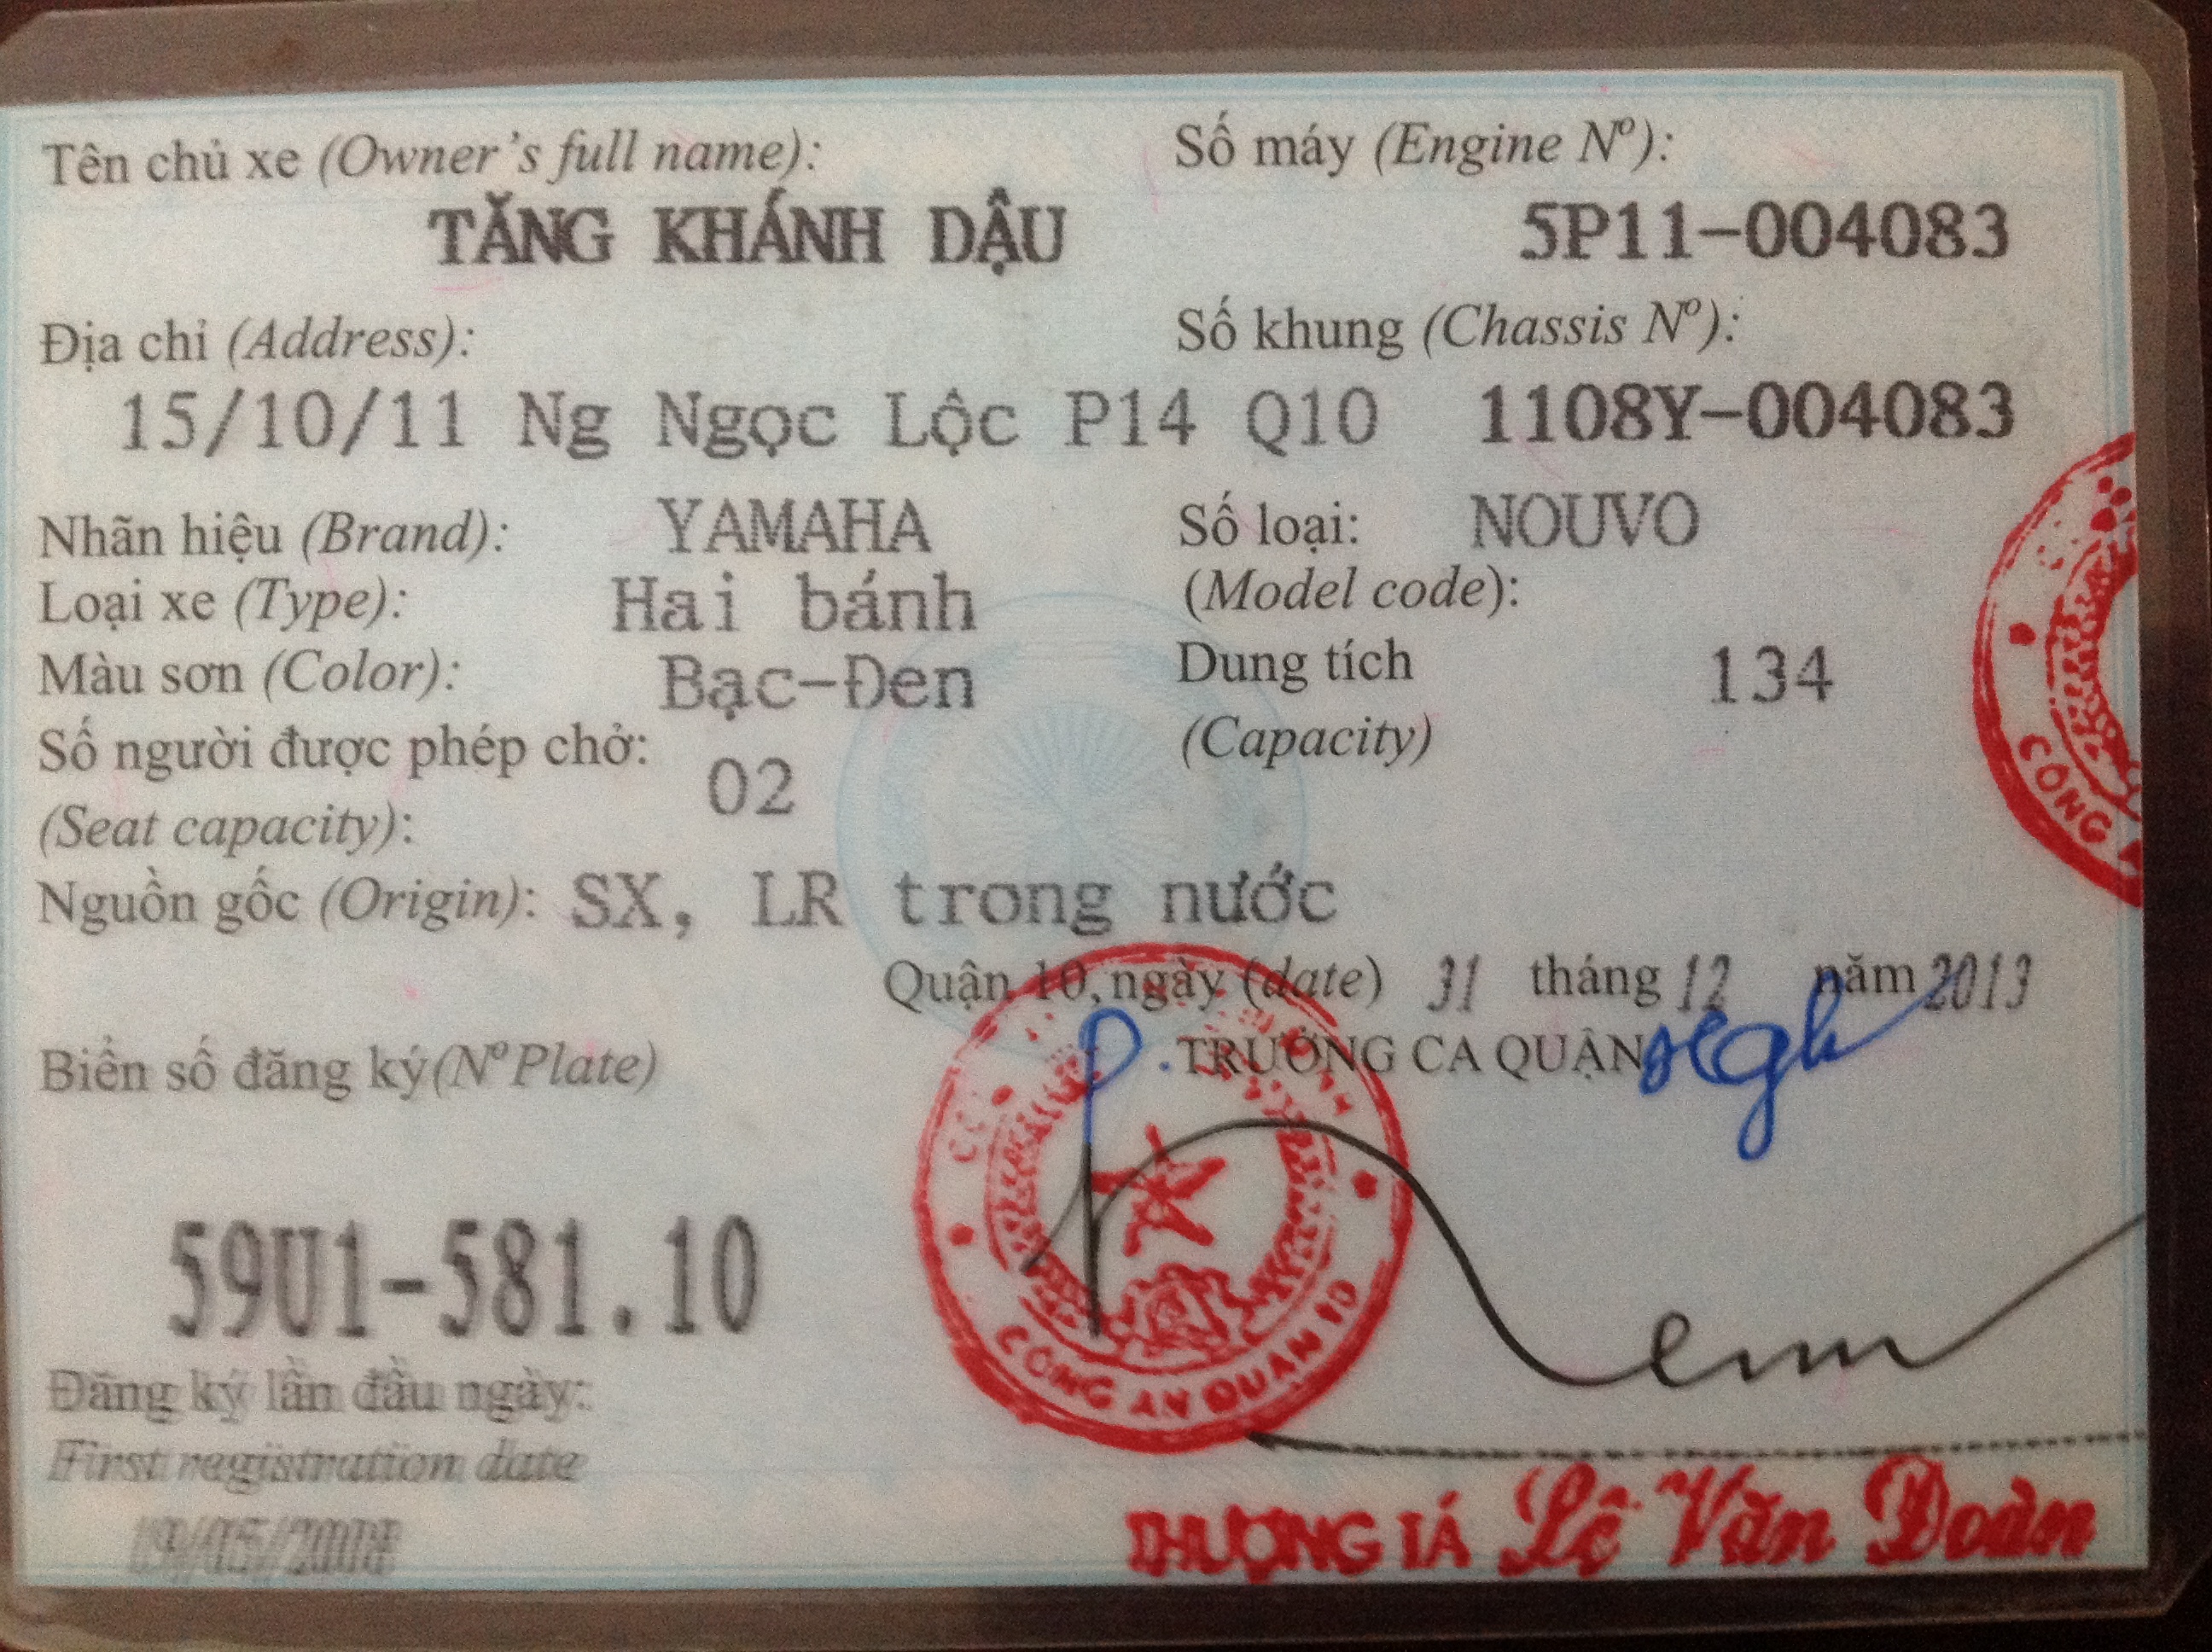 Tên chủ xe (Owner's full name):
TĂNG KHÁNH DẬU
Số máy (Engine Nº):
5P11-004083
Địa chỉ (Address):
15/10/11 Ng Ngọc Lộc P14 Q10
Số khung (Chassis Nº):
1108Y-004083
Nhãn hiệu (Brand): YAMAHA
Số loại: NOUVO
(Model code):
Loại xe (Type): Hai bánh
Màu sơn (Color): Bạc-Đen
Dung tích 134
(Capacity)
Số người được phép chở: 02
(Seat capacity):
Nguồn gốc (Origin): SX, LR trong nước
Quận 10, ngày (date) 31 tháng 12 năm 2013
P. TRƯỞNG CA QUẬN
Biển số đăng ký(Nº Plate)
59U1-581.10
Đăng ký lần đầu ngày:
First registration date
CÔNG AN QUẬN 10
CÔNG
THƯỢNG TÁ Lê Văn Đoàn